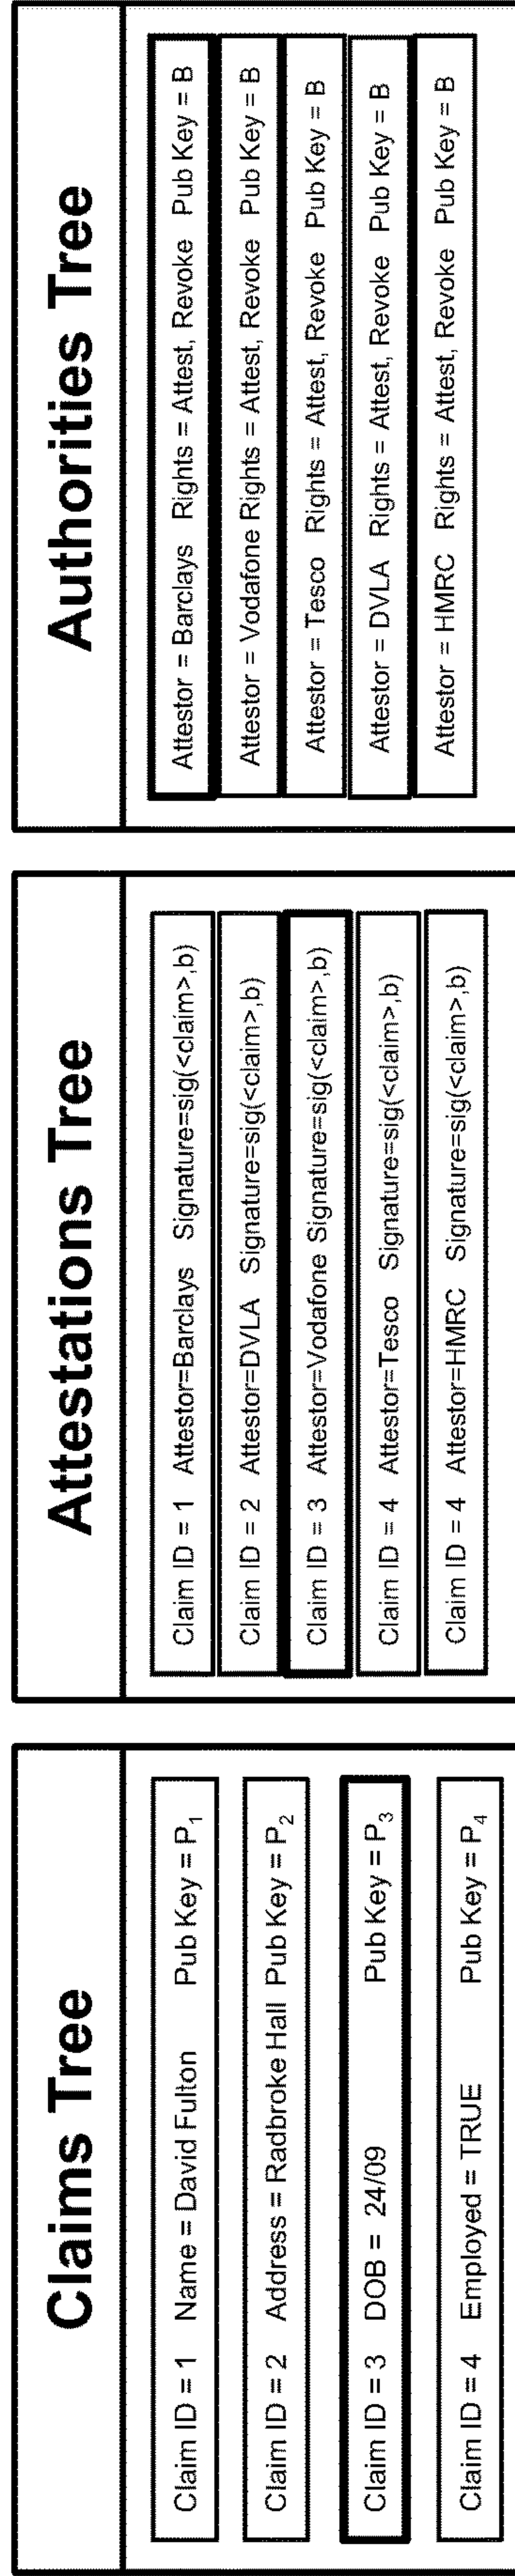 Claims Tree
Claim ID = 1 Name = David Fulton Pub Key = P₁
Claim ID = 2 Address = Radbroke Hall Pub Key = P₂
Claim ID = 3 DOB = 24/09 Pub Key = P₃
Claim ID = 4 Employed = TRUE Pub Key = P₄
Attestations Tree
Claim ID = 1 Attestor=Barclays Signature=sig(<claim>,b)
Claim ID = 2 Attestor=DVLA Signature=sig(<claim>,b)
Claim ID = 3 Attestor=Vodafone Signature=sig(<claim>,b)
Claim ID = 4 Attestor=Tesco Signature=sig(<claim>,b)
Claim ID = 4 Attestor=HMRC Signature=sig(<claim>,b)
Authorities Tree
Attestor = Barclays Rights = Attest, Revoke Pub Key = B
Attestor = Vodafone Rights = Attest, Revoke Pub Key = B
Attestor = Tesco Rights = Attest, Revoke Pub Key = B
Attestor = DVLA Rights = Attest, Revoke Pub Key = B
Attestor = HMRC Rights = Attest, Revoke Pub Key = B